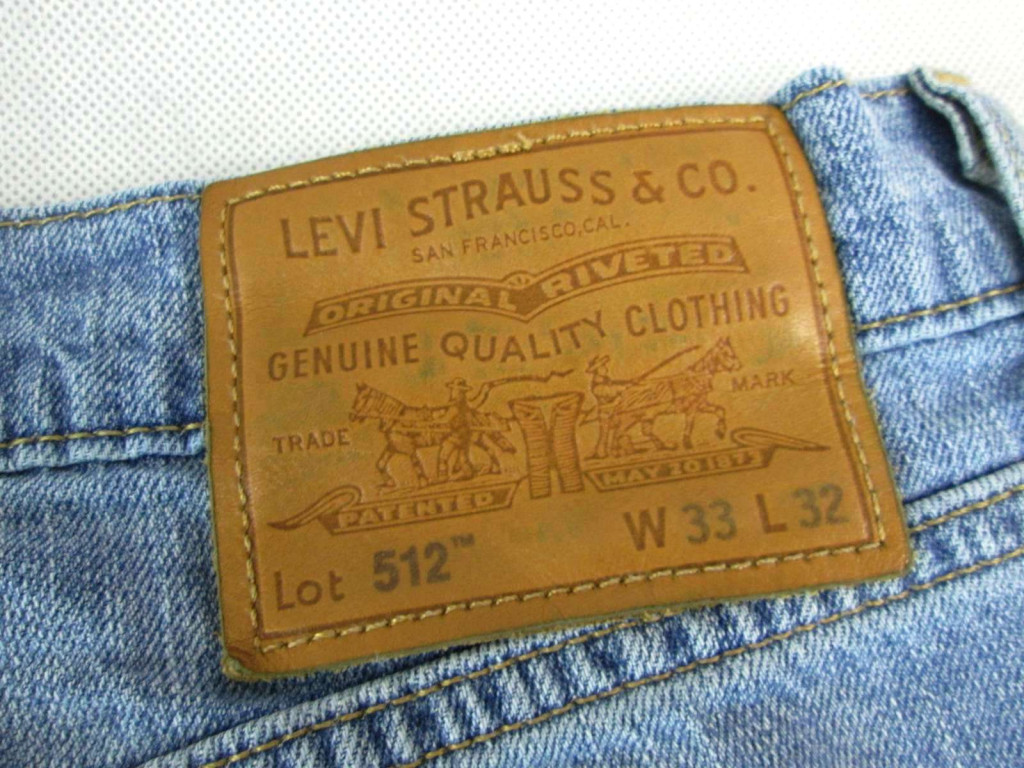 LEVI STRAUSS & CO.
SAN FRANCISCO, CAL.
ORIGINAL RIVETED
GENUINE QUALITY CLOTHING
TRADE MARK
PATENTED MAY 20 1873
Lot 512™ W 33 L 32